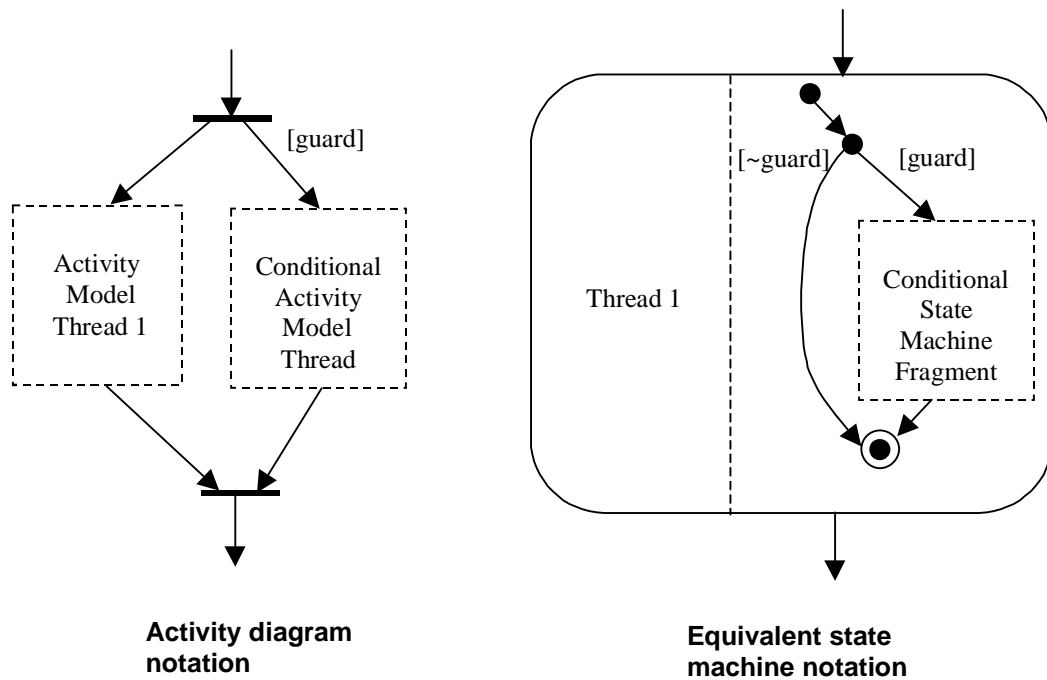 [guard]
Activity
Model
Thread 1
Conditional
Activity
Model
Thread
Activity diagram
notation
[~guard]
[guard]
Thread 1
Conditional
State
Machine
Fragment
Equivalent state
machine notation